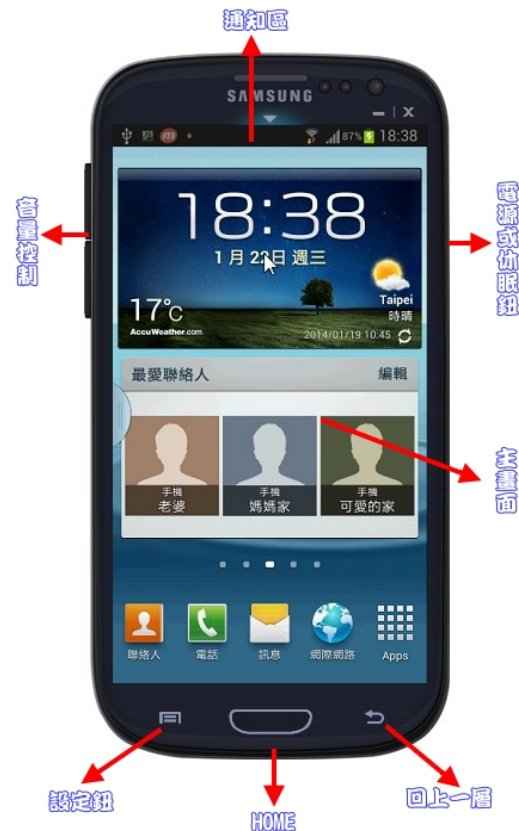 通知區
SAMSUNG
87% 18:38
18:38
1 月 22日 週三
17°C
Taipei
時晴
AccuWeather.com
2014/01/19 10:45
音量控制
電源或休眠鈕
最愛聯絡人 編輯
手機 手機 手機
老婆 媽媽家 可愛的家
主畫面
聯絡人 電話 訊息 網際網路 Apps
設定鈕
HOME
回上一層